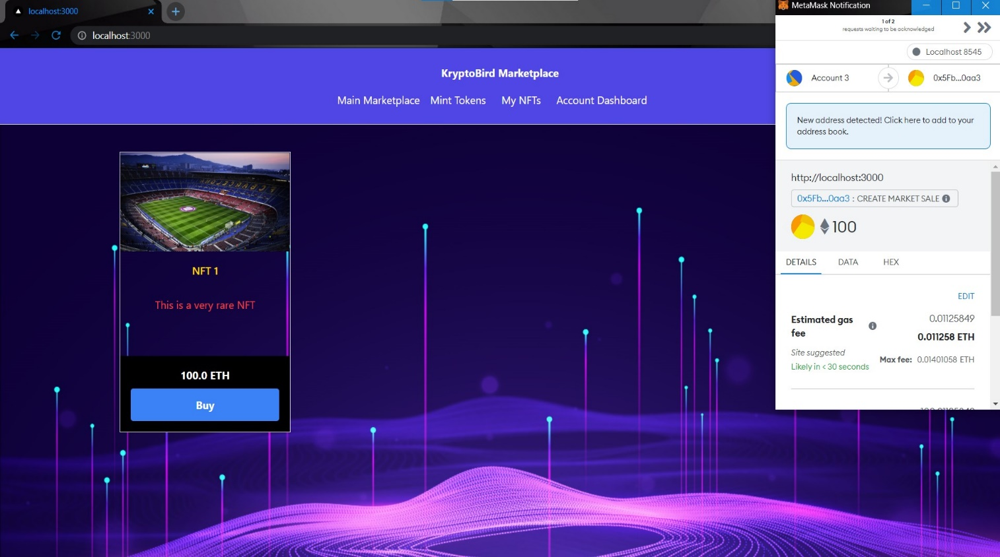 localhost:3000
localhost:3000
KryptoBird Marketplace
Main Marketplace Mint Tokens My NFTs Account Dashboard
NFT 1
This is a very rare NFT
100.0 ETH
Buy
MetaMask Notification
1 of 2
requests waiting to be acknowledged
Localhost 8545
Account 3 0x5Fb...0aa3
New address detected! Click here to add to your
address book.
http://localhost:3000
0x5Fb...0aa3 : CREATE MARKET SALE
100
DETAILS DATA HEX
EDIT
Estimated gas
fee
0.01125849
0.011258 ETH
Site suggested
Likely in < 30 seconds
Max fee: 0.01401058 ETH